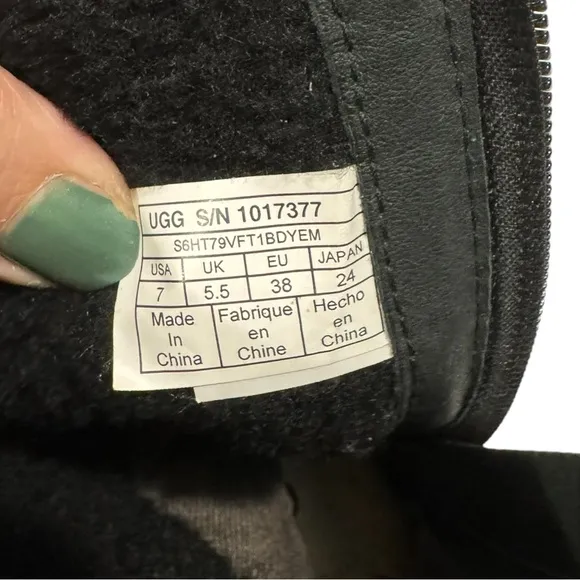 UGG S/N 1017377
S6HT79VFT1BDYEM
USA UK EU JAPAN
7 5.5 38 24
Made Fabrique Hecho
In en en
China Chine China